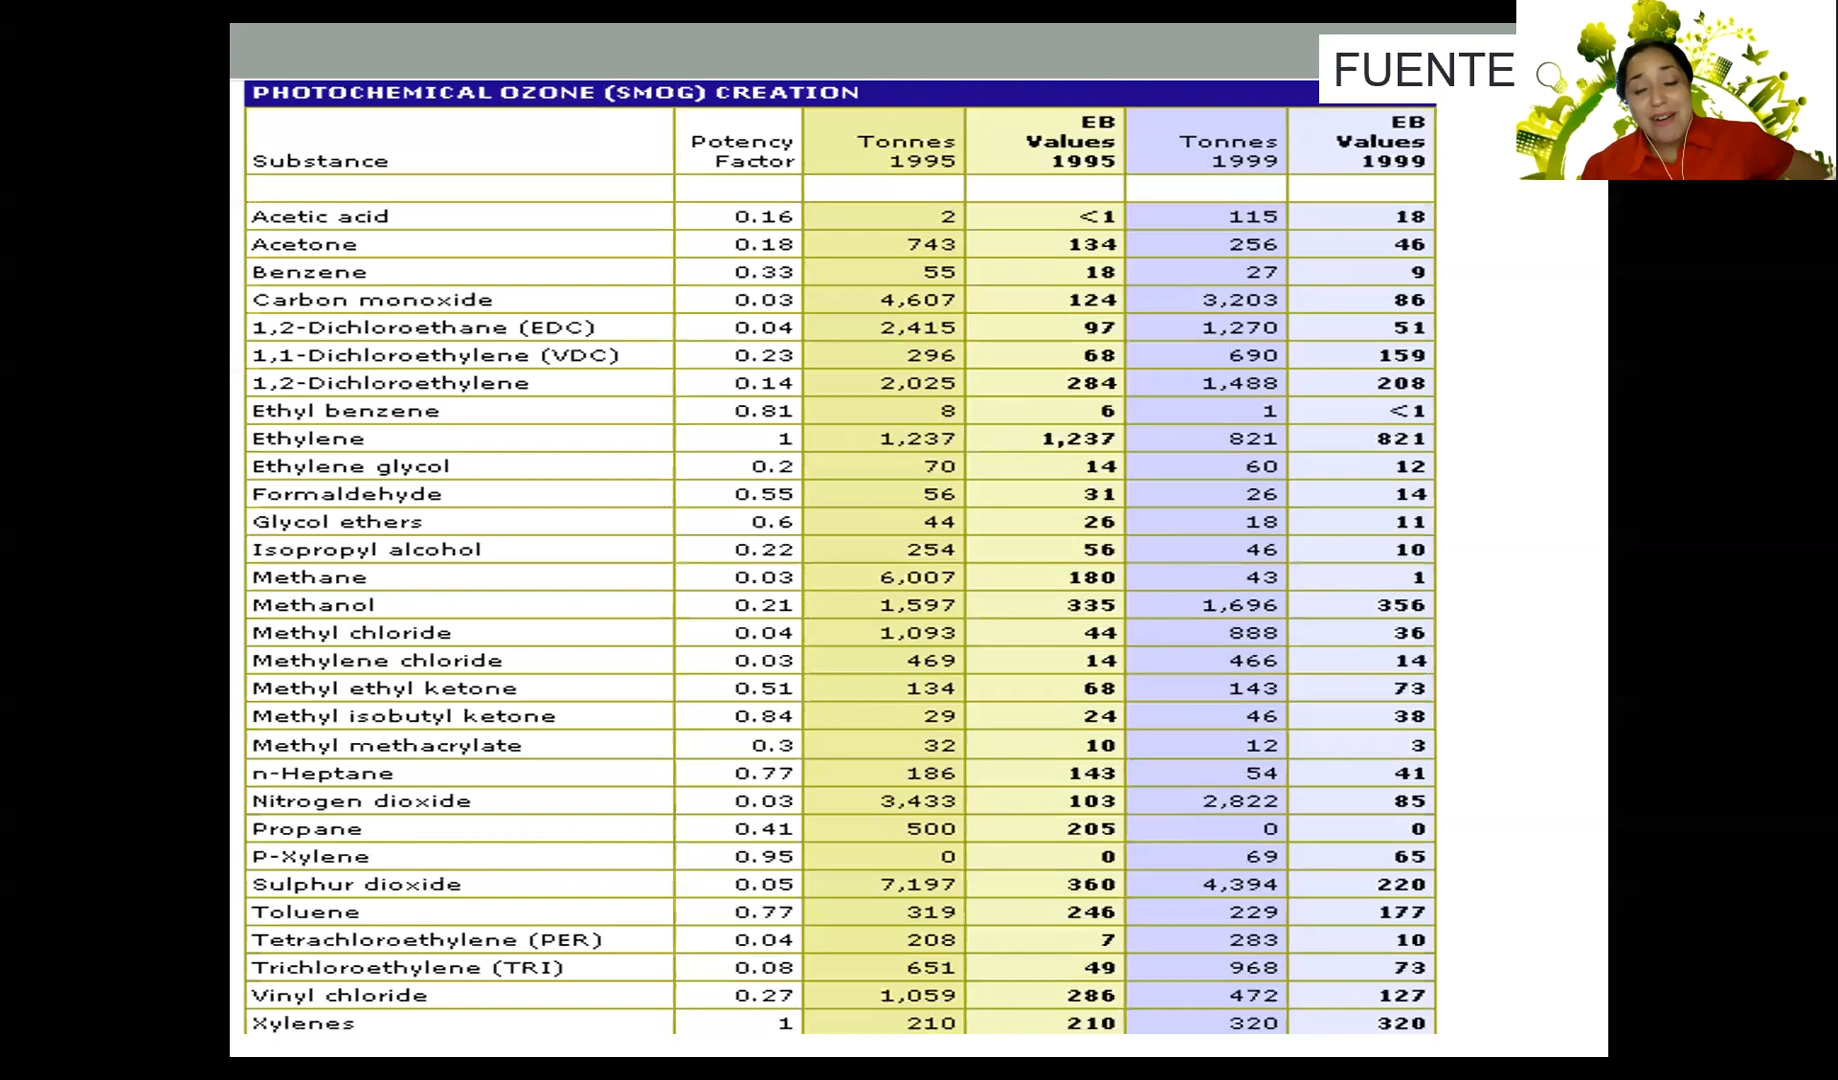 FUENTE
PHOTOCHEMICAL OZONE (SMOG) CREATION
Substance Potency Factor Tonnes 1995 EB Values 1995 Tonnes 1999 EB Values 1999
Acetic acid 0.16 2 <1 115 18
Acetone 0.18 743 134 256 46
Benzene 0.33 55 18 27 9
Carbon monoxide 0.03 4,607 124 3,203 86
1,2-Dichloroethane (EDC) 0.04 2,415 97 1,270 51
1,1-Dichloroethylene (VDC) 0.23 296 68 690 159
1,2-Dichloroethylene 0.14 2,025 284 1,488 208
Ethyl benzene 0.81 8 6 1 <1
Ethylene 1 1,237 1,237 821 821
Ethylene glycol 0.2 70 14 60 12
Formaldehyde 0.55 56 31 26 14
Glycol ethers 0.6 44 26 18 11
Isopropyl alcohol 0.22 254 56 46 10
Methane 0.03 6,007 180 43 1
Methanol 0.21 1,597 335 1,696 356
Methyl chloride 0.04 1,093 44 888 36
Methylene chloride 0.03 469 14 466 14
Methyl ethyl ketone 0.51 134 68 143 73
Methyl isobutyl ketone 0.84 29 24 46 38
Methyl methacrylate 0.3 32 10 12 3
n-Heptane 0.77 186 143 54 41
Nitrogen dioxide 0.03 3,433 103 2,822 85
Propane 0.41 500 205 0 0
P-Xylene 0.95 0 0 69 65
Sulphur dioxide 0.05 7,197 360 4,394 220
Toluene 0.77 319 246 229 177
Tetrachloroethylene (PER) 0.04 208 7 283 10
Trichloroethylene (TRI) 0.08 651 49 968 73
Vinyl chloride 0.27 1,059 286 472 127
Xylenes 1 210 210 320 320